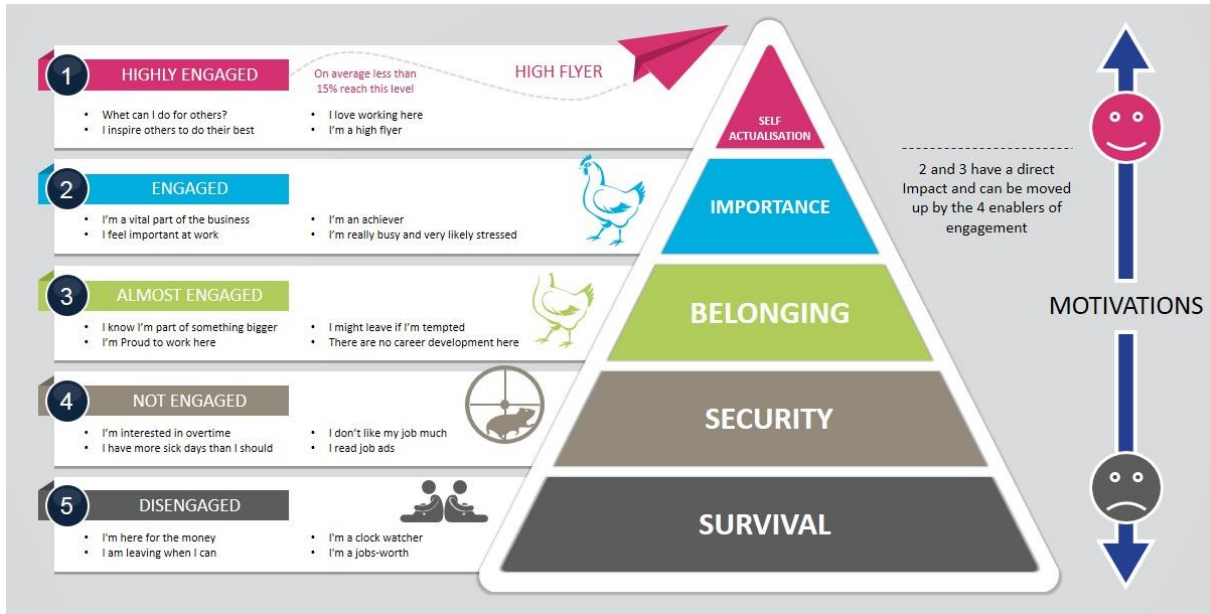 1
HIGHLY ENGAGED
On average less than
15% reach this level
HIGH FLYER
• What can I do for others?
• I inspire others to do their best
• I love working here
• I'm a high flyer
SELF
ACTUALISATION
2
ENGAGED
• I'm a vital part of the business
• I feel important at work
• I'm an achiever
• I'm really busy and very likely stressed
IMPORTANCE
2 and 3 have a direct
Impact and can be moved
up by the 4 enablers of
engagement
3
ALMOST ENGAGED
• I know I'm part of something bigger
• I'm Proud to work here
• I might leave if I'm tempted
• There are no career development here
BELONGING
MOTIVATIONS
4
NOT ENGAGED
• I'm interested in overtime
• I have more sick days than I should
• I don't like my job much
• I read job ads
SECURITY
5
DISENGAGED
• I'm here for the money
• I am leaving when I can
• I'm a clock watcher
• I'm a jobs-worth
SURVIVAL